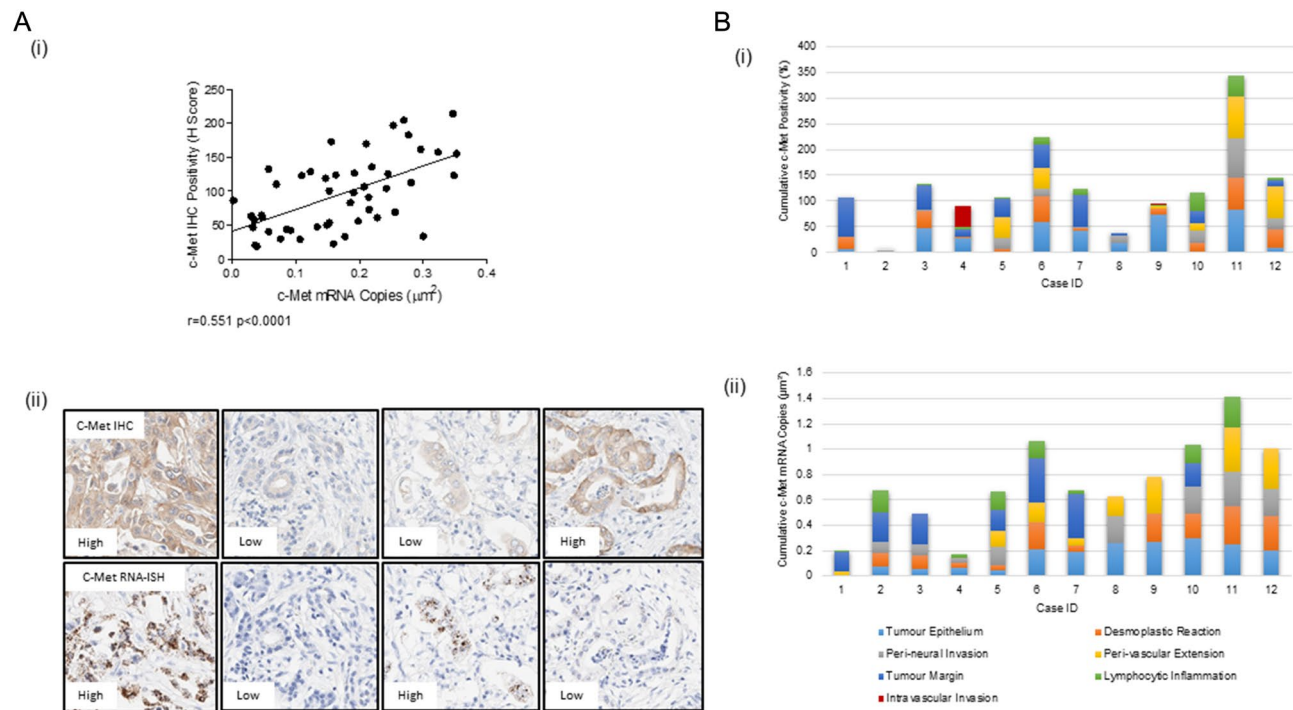 A
(i)
250
200
150
100
50
0
c-Met IHC Positivity (H Score)
0.0 0.1 0.2 0.3 0.4
c-Met mRNA Copies (µm²)
r=0.551 p<0.0001
(ii)
C-Met IHC
High
Low
Low
High
C-Met RNA-ISH
High
Low
High
Low
B
(i)
400
350
300
250
200
150
100
50
0
Cumulative c-Met Positivity (%)
1 2 3 4 5 6 7 8 9 10 11 12
Case ID
(ii)
1.6
1.4
1.2
1
0.8
0.6
0.4
0.2
0
Cumulative c-Met mRNA Copies (µm²)
1 2 3 4 5 6 7 8 9 10 11 12
Case ID
Tumour Epithelium
Desmoplastic Reaction
Peri-neural Invasion
Peri-vascular Extension
Tumour Margin
Lymphocytic Inflammation
Intravascular Invasion